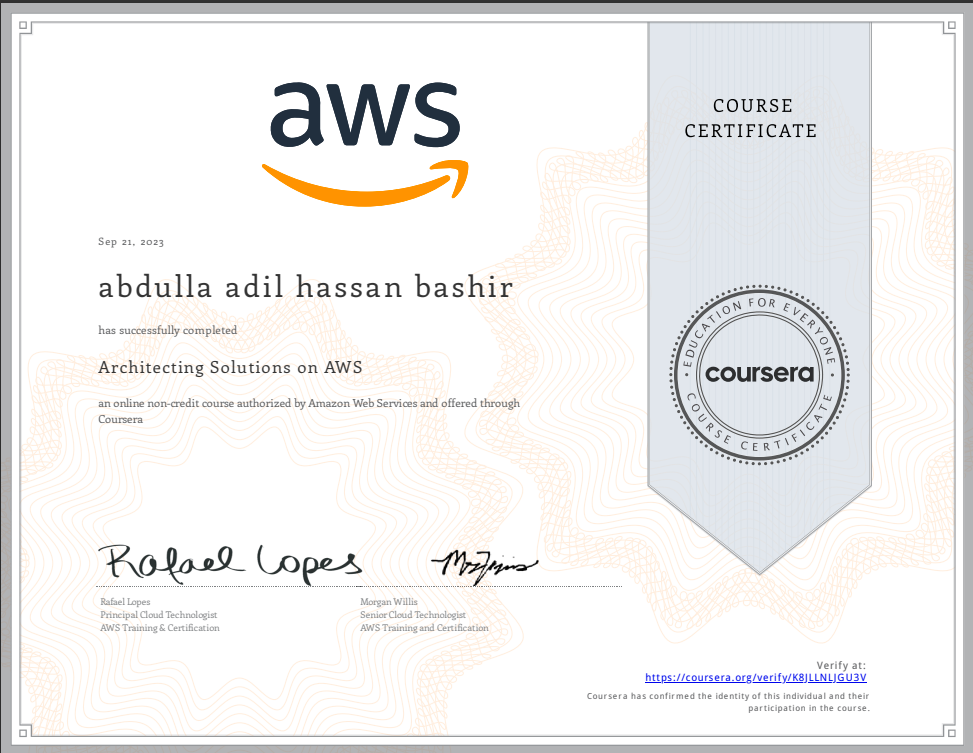 aws
COURSE
CERTIFICATE
Sep 21, 2023
abdulla adil hassan bashir
has successfully completed
Architecting Solutions on AWS
an online non-credit course authorized by Amazon Web Services and offered through
Coursera
EDUCATION FOR EVERYONE
coursera
COURSE CERTIFICATE
Rafael Lopes
Rafael Lopes
Principal Cloud Technologist
AWS Training & Certification
Morgan Willis
Senior Cloud Technologist
AWS Training and Certification
Verify at:
https://coursera.org/verify/K8JLLNLJGU3V
Coursera has confirmed the identity of this individual and their
participation in the course.